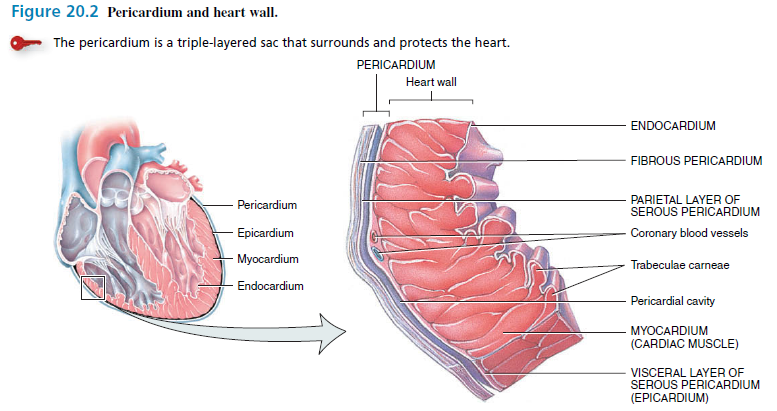 Figure 20.2 Pericardium and heart wall.
The pericardium is a triple-layered sac that surrounds and protects the heart.
PERICARDIUM
Heart wall
Pericardium
Epicardium
Myocardium
Endocardium
ENDOCARDIUM
FIBROUS PERICARDIUM
PARIETAL LAYER OF
SEROUS PERICARDIUM
Coronary blood vessels
Trabeculae carneae
Pericardial cavity
MYOCARDIUM
(CARDIAC MUSCLE)
VISCERAL LAYER OF
SEROUS PERICARDIUM
(EPICARDIUM)